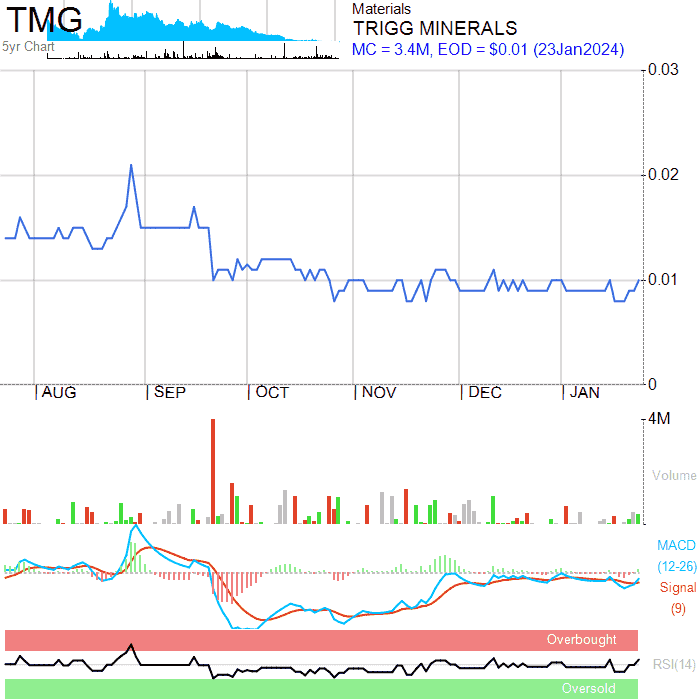 TMG
5yr Chart
Materials
TRIGG MINERALS
MC = 3.4M, EOD = $0.01 (23Jan2024)
0.03
0.02
0.01
0
AUG SEP OCT NOV DEC JAN
4M
Volume
MACD
(12-26)
Signal
(9)
Overbought
RSI(14)
Oversold